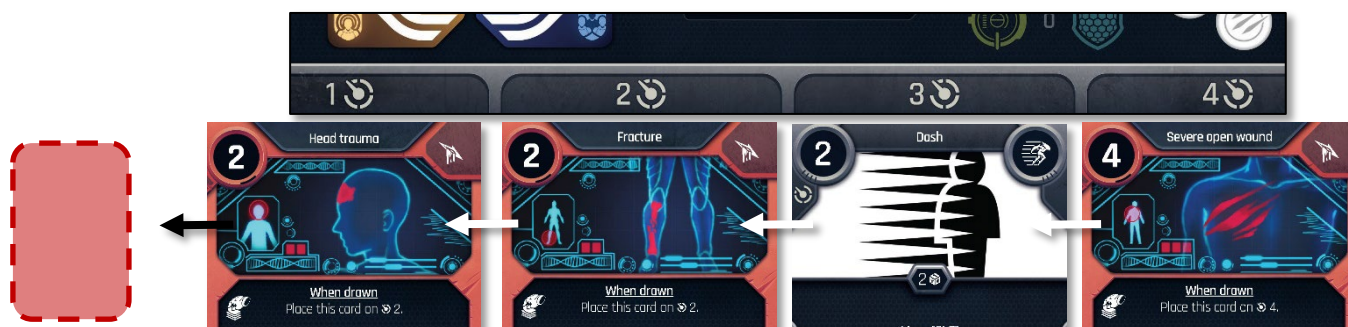 0
1 2 3 4
2 Head trauma
When drawn
Place this card on 2.
2 Fracture
When drawn
Place this card on 2.
2 Dash
2
4 Severe open wound
When drawn
Place this card on 4.